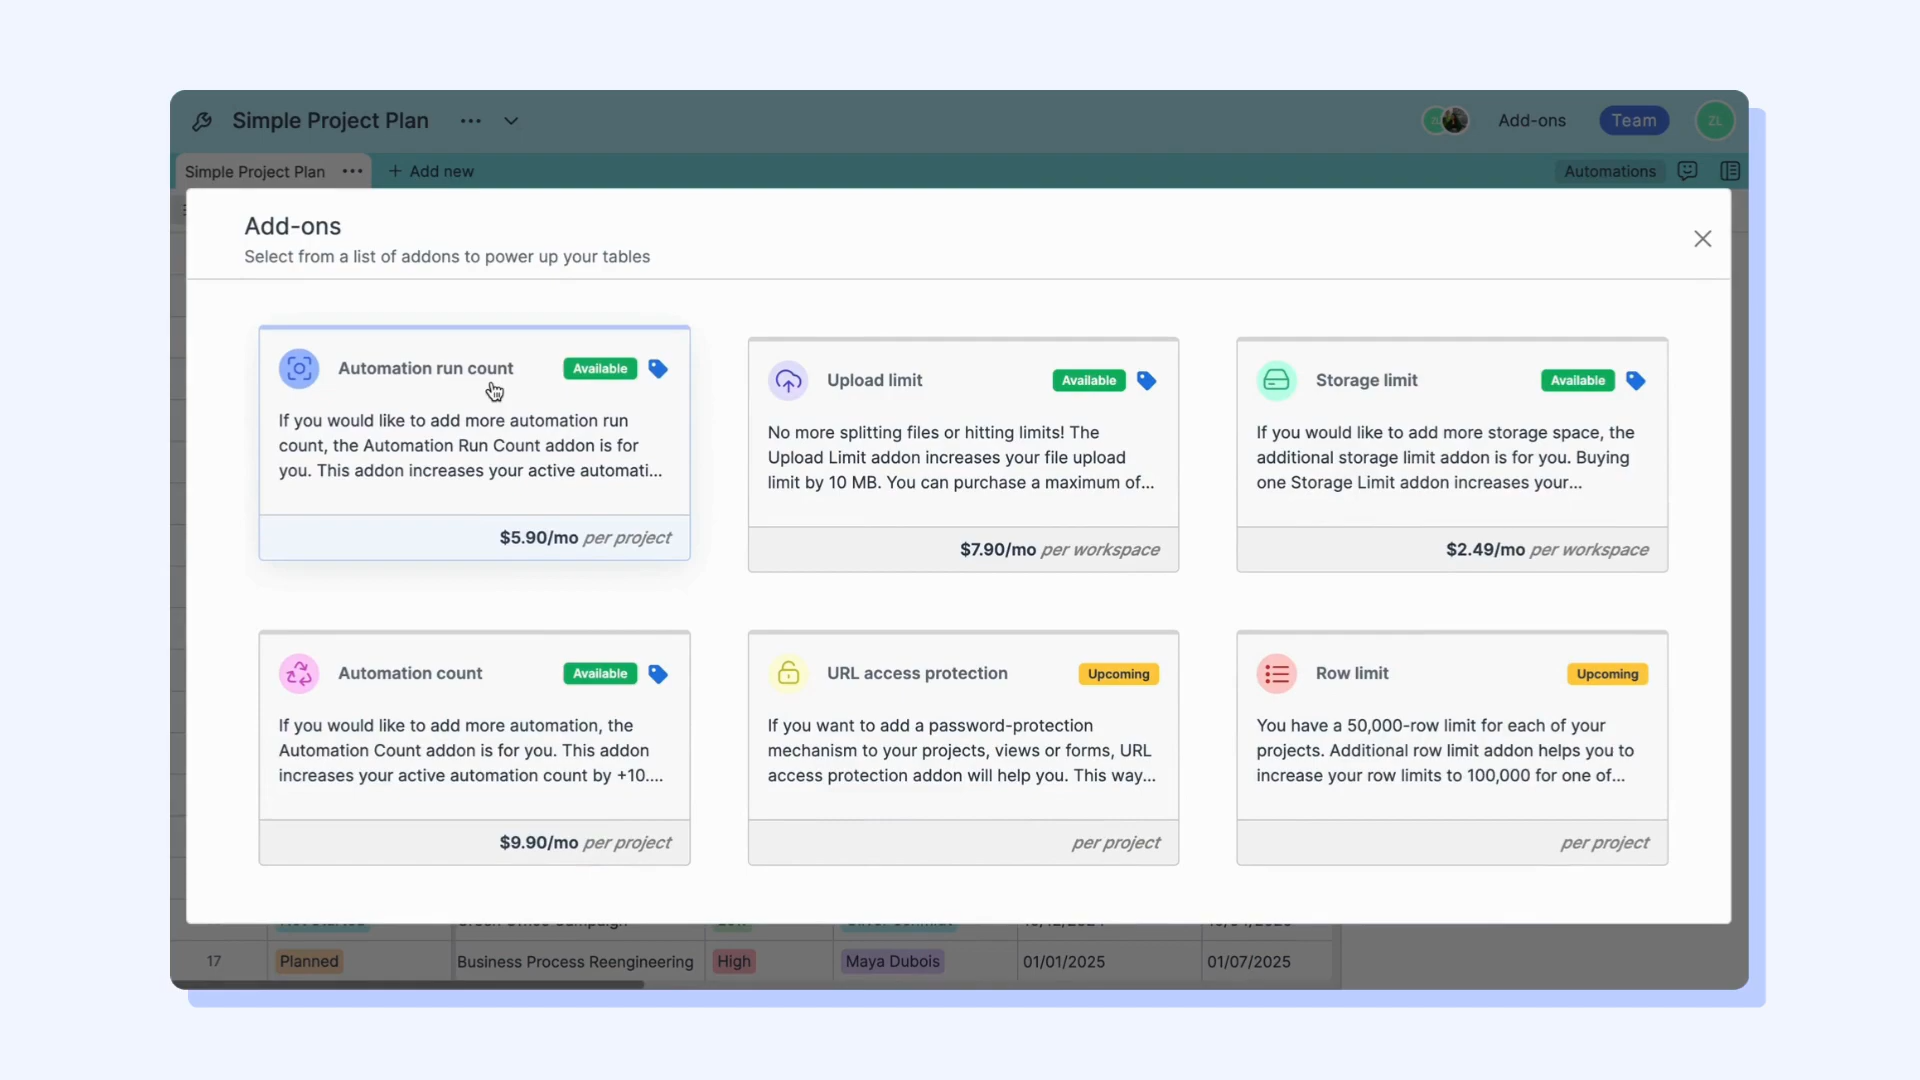 Simple Project Plan
Add-ons
Team
ZL
Simple Project Plan
+ Add new
Automations
Add-ons
Select from a list of addons to power up your tables
Automation run count
Available
If you would like to add more automation run
count, the Automation Run Count addon is for
you. This addon increases your active automati...
$5.90/mo per project
Upload limit
Available
No more splitting files or hitting limits! The
Upload Limit addon increases your file upload
limit by 10 MB. You can purchase a maximum of...
$7.90/mo per workspace
Storage limit
Available
If you would like to add more storage space, the
additional storage limit addon is for you. Buying
one Storage Limit addon increases your...
$2.49/mo per workspace
Automation count
Available
If you would like to add more automation, the
Automation Count addon is for you. This addon
increases your active automation count by +10....
$9.90/mo per project
URL access protection
Upcoming
If you want to add a password-protection
mechanism to your projects, views or forms, URL
access protection addon will help you. This way...
per project
Row limit
Upcoming
You have a 50,000-row limit for each of your
projects. Additional row limit addon helps you to
increase your row limits to 100,000 for one of...
per project
17 Planned Business Process Reengineering High Maya Dubois 01/01/2025 01/07/2025